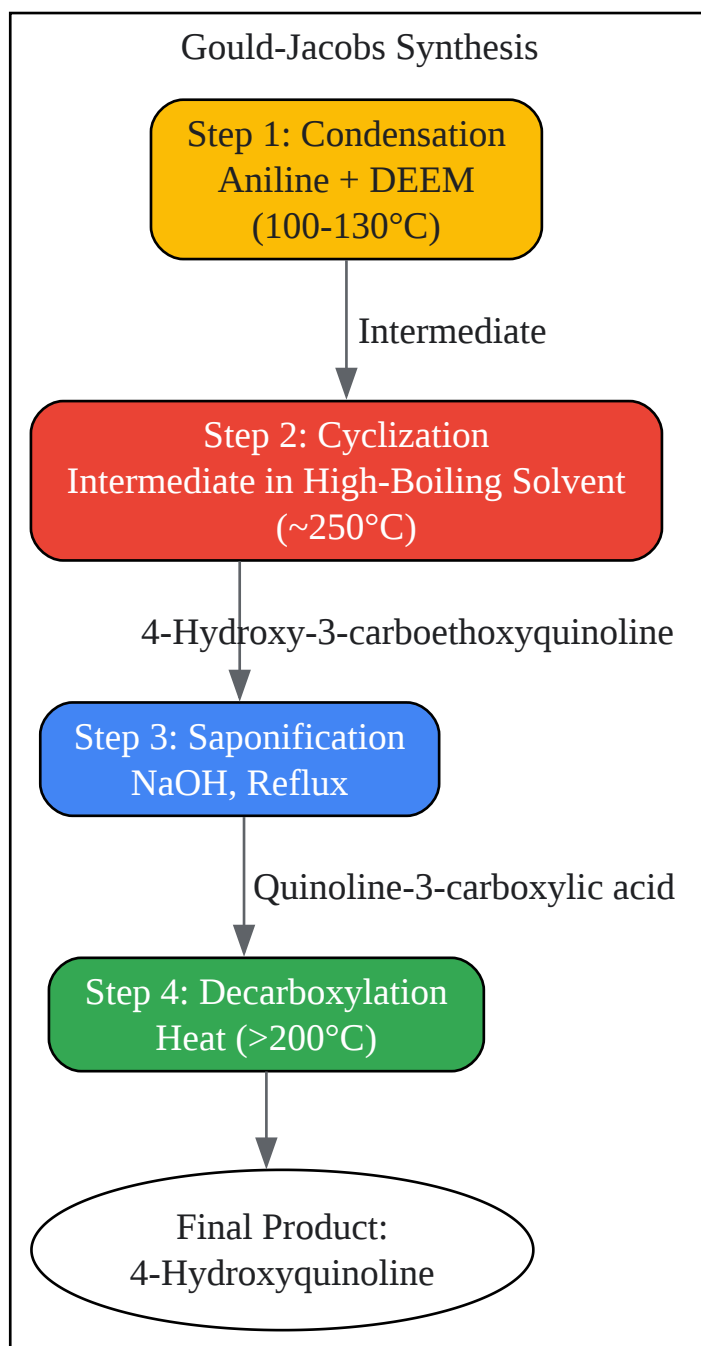 Gould-Jacobs Synthesis
Step 1: Condensation
Aniline + DEEM
(100-130°C)
Intermediate
Step 2: Cyclization
Intermediate in High-Boiling Solvent
(~250°C)
4-Hydroxy-3-carboethoxyquinoline
Step 3: Saponification
NaOH, Reflux
Quinoline-3-carboxylic acid
Step 4: Decarboxylation
Heat (>200°C)
Final Product:
4-Hydroxyquinoline